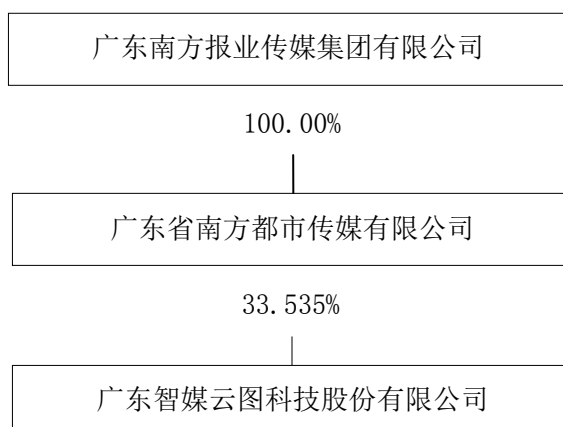 广东南方报业传媒集团有限公司
100.00%
广东省南方都市传媒有限公司
33.535%
广东智媒云图科技股份有限公司